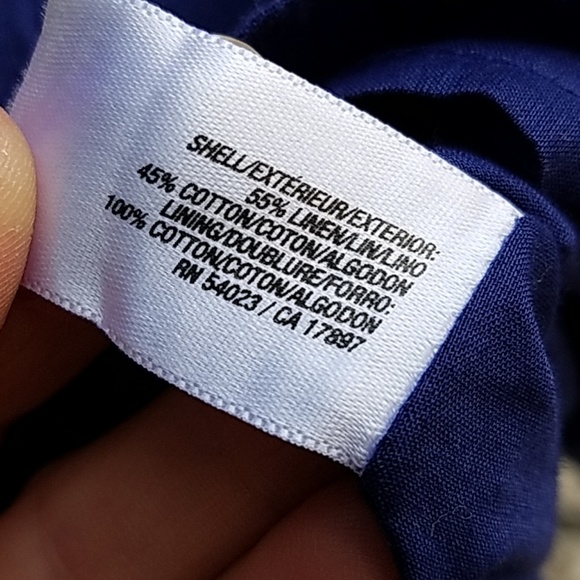 SHELL/EXTÉRIEUR/EXTERIOR:
55% LINEN/LIN/LINO
45% COTTON/COTON/ALGODON
LINING/DOUBLURE/FORRO:
100% COTTON/COTON/ALGODON
RN 54023 / CA 17897